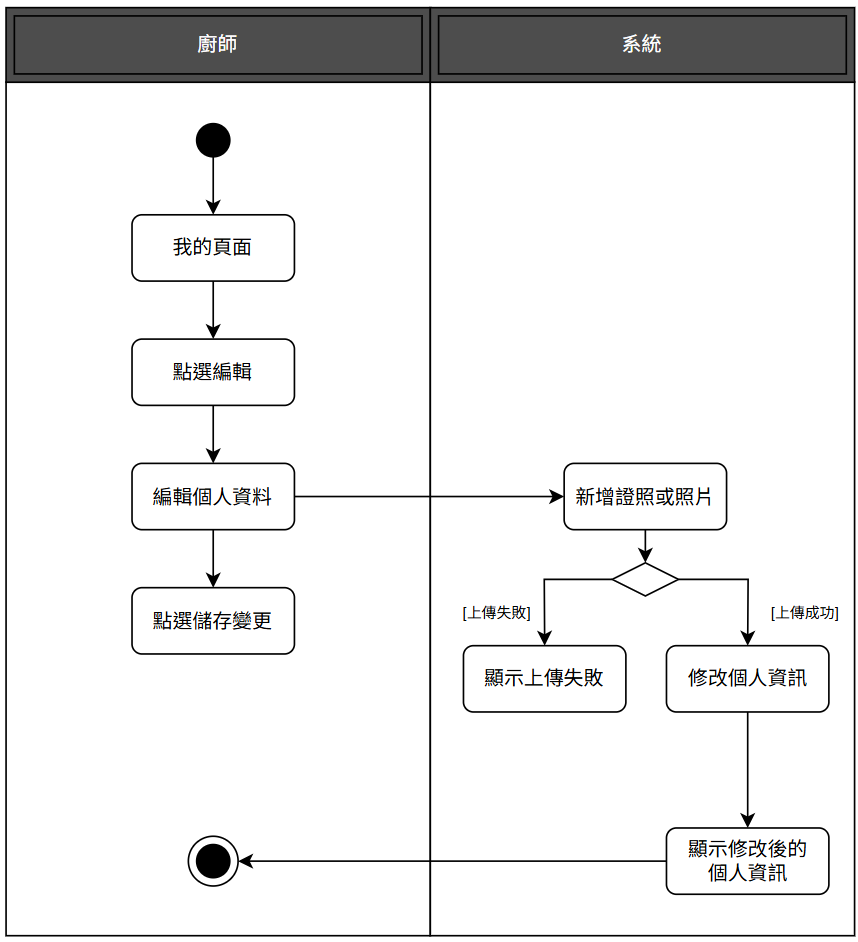 廚師
系統
我的頁面
點選編輯
編輯個人資料
新增證照或照片
點選儲存變更
[上傳失敗]
[上傳成功]
顯示上傳失敗
修改個人資訊
顯示修改後的
個人資訊